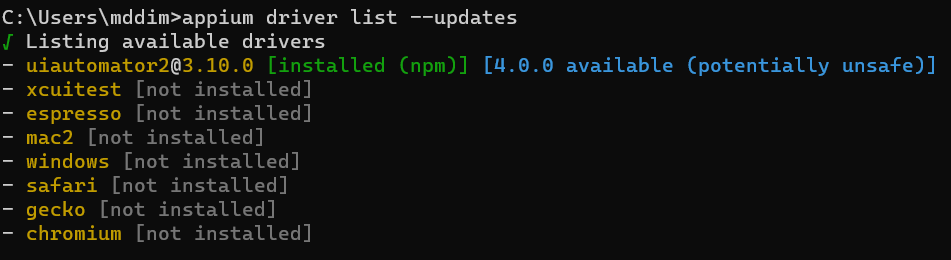 C:\Users\mddim>appium driver list --updates
√ Listing available drivers
- uiautomator2@3.10.0 [installed (npm)] [4.0.0 available (potentially unsafe)]
- xcuitest [not installed]
- espresso [not installed]
- mac2 [not installed]
- windows [not installed]
- safari [not installed]
- gecko [not installed]
- chromium [not installed]